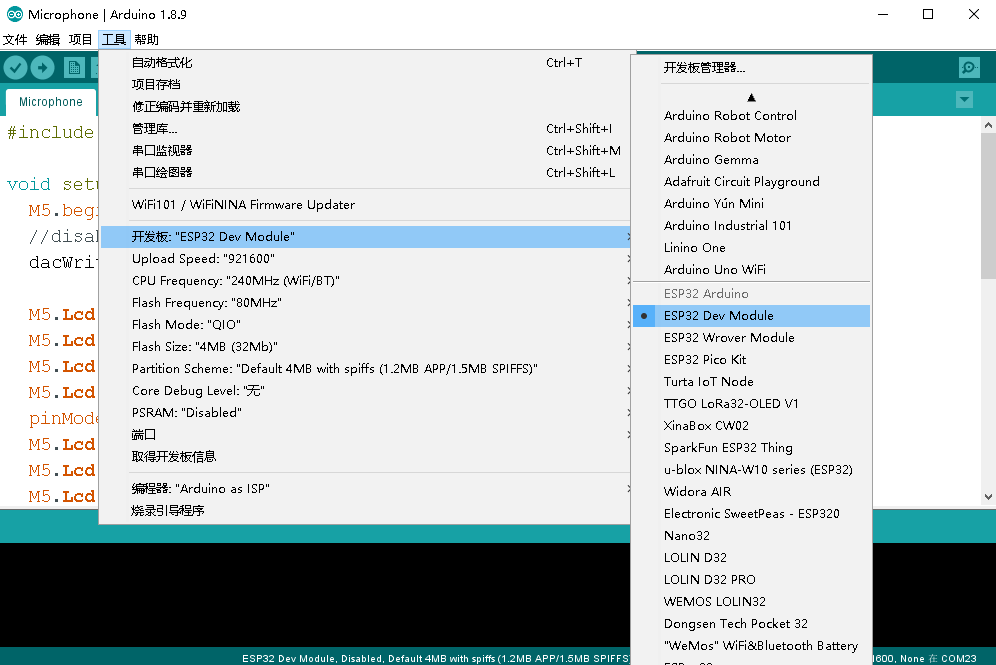 Microphone | Arduino 1.8.9
文件 编辑 项目 工具 帮助
Microphone
#include
void setu
M5.begi
//disab
dacWrit
M5.Lcd
M5.Lcd
M5.Lcd
M5.Lcd
pinMode
M5.Lcd
M5.Lcd
M5.Lcd
自动格式化 Ctrl+T
项目存档
修正编码并重新加载
管理库... Ctrl+Shift+I
串口监视器 Ctrl+Shift+M
串口绘图器 Ctrl+Shift+L
WiFi101 / WiFiNINA Firmware Updater
开发板: "ESP32 Dev Module"
Upload Speed: "921600"
CPU Frequency: "240MHz (WiFi/BT)"
Flash Frequency: "80MHz"
Flash Mode: "QIO"
Flash Size: "4MB (32Mb)"
Partition Scheme: "Default 4MB with spiffs (1.2MB APP/1.5MB SPIFFS)"
Core Debug Level: "无"
PSRAM: "Disabled"
端口
取得开发板信息
编程器: "Arduino as ISP"
烧录引导程序
开发板管理器...
Arduino Robot Control
Arduino Robot Motor
Arduino Gemma
Adafruit Circuit Playground
Arduino Yún Mini
Arduino Industrial 101
Linino One
Arduino Uno WiFi
ESP32 Arduino
ESP32 Dev Module
ESP32 Wrover Module
ESP32 Pico Kit
Turta IoT Node
TTGO LoRa32-OLED V1
XinaBox CW02
SparkFun ESP32 Thing
u-blox NINA-W10 series (ESP32)
Widora AIR
Electronic SweetPeas - ESP320
Nano32
LOLIN D32
LOLIN D32 PRO
WEMOS LOLIN32
Dongsen Tech Pocket 32
"WeMos" WiFi&Bluetooth Battery
ESP32 Dev Module, Disabled, Default 4MB with spiffs (1.2MB APP/1.5MB SPIFFS
1600, None 在 COM23